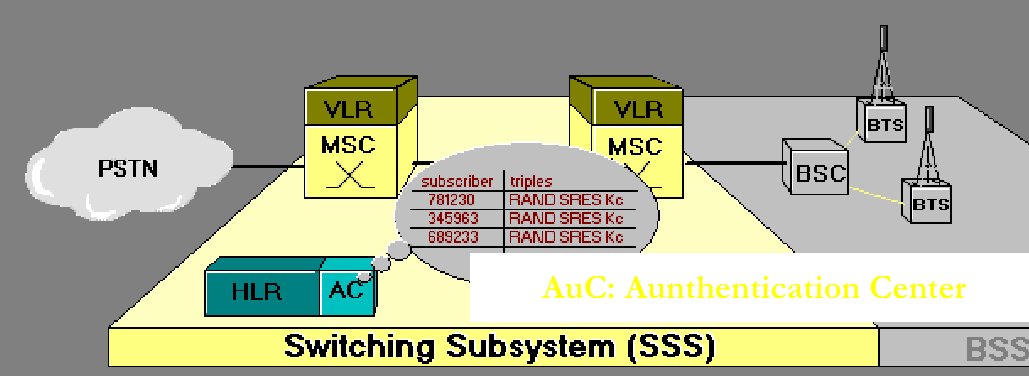 VLR
MSC
VLR
MSC
PSTN
BTS
BSC
BTS
subscriber triples
781230 RAND SRES Kc
345963 RAND SRES Kc
689233 RAND SRES Kc
HLR AC
AuC: Aunthentication Center
Switching Subsystem (SSS)
BSS